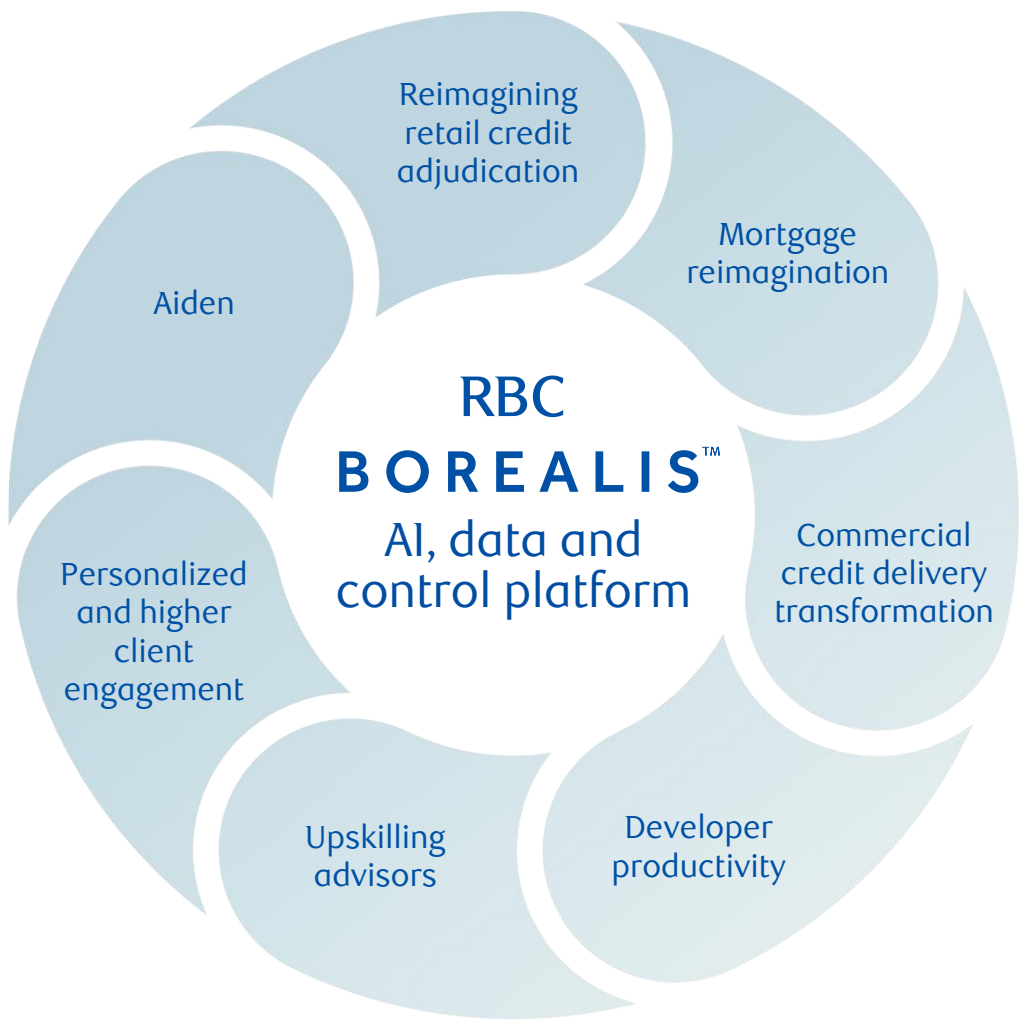 Reimagining
retail credit
adjudication
Mortgage
reimagination
Aiden
RBC
BOREALIS™
AI, data and
control platform
Commercial
credit delivery
transformation
Personalized
and higher
client
engagement
Developer
productivity
Upskilling
advisors